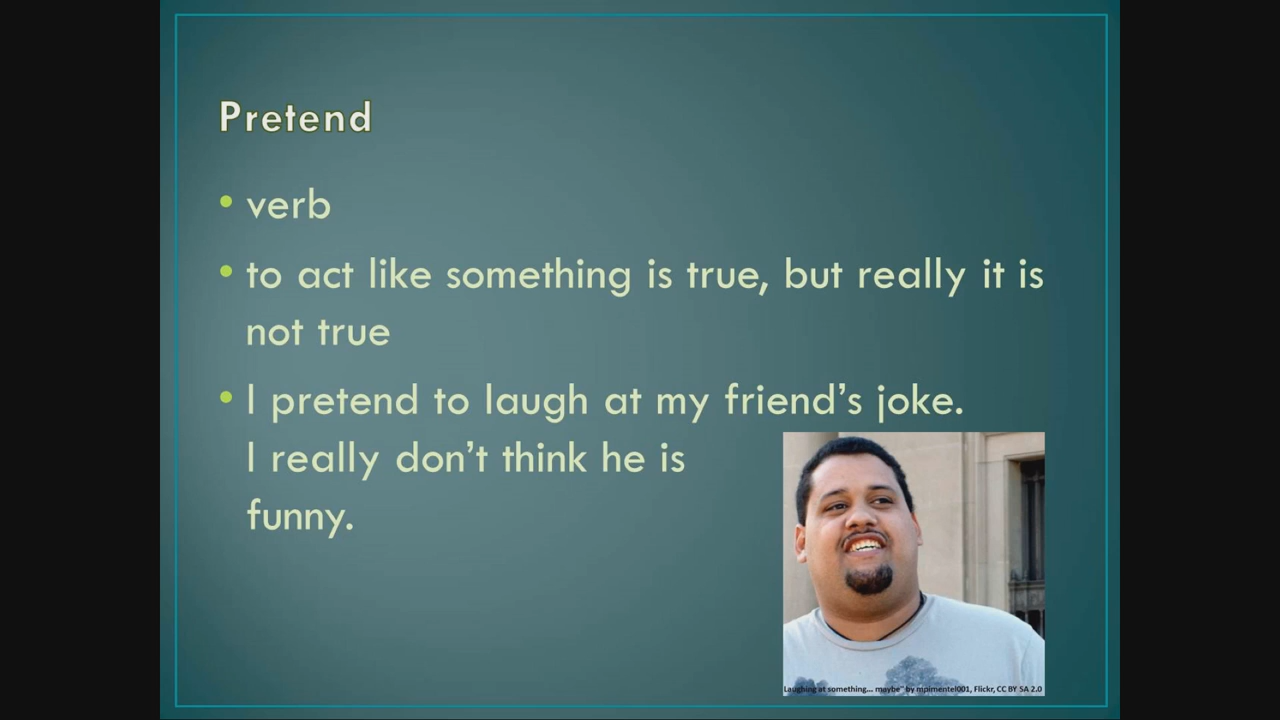 Pretend
• verb
• to act like something is true, but really it is
not true
• I pretend to laugh at my friend’s joke.
I really don’t think he is
funny.
Laughing at something... maybe" by mpimentel001, Flickr, CC BY SA 2.0